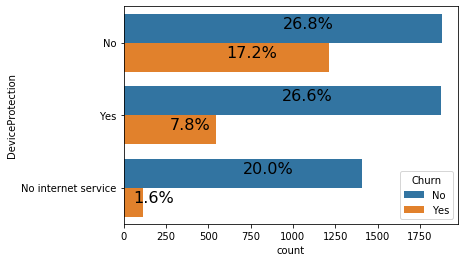 26.8%
No
17.2%
26.6%
Yes
7.8%
20.0%
No internet service
1.6%
DeviceProtection
Churn
No
Yes
0 250 500 750 1000 1250 1500 1750
count